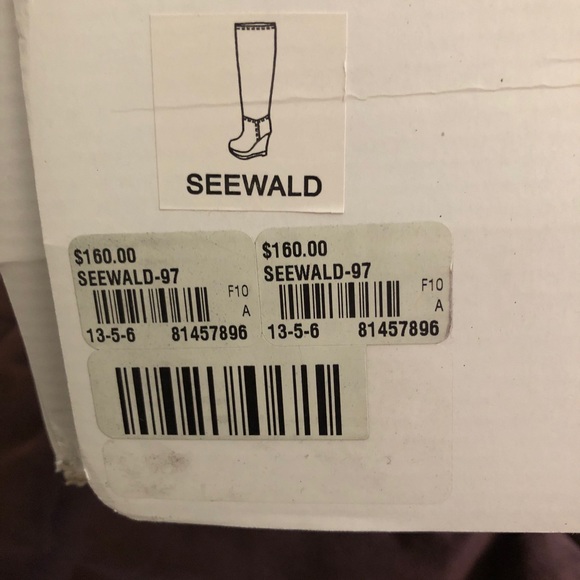 SEEWALD
$160.00
SEEWALD-97
F10
A
13-5-6 81457896
$160.00
SEEWALD-97
F10
A
13-5-6 81457896